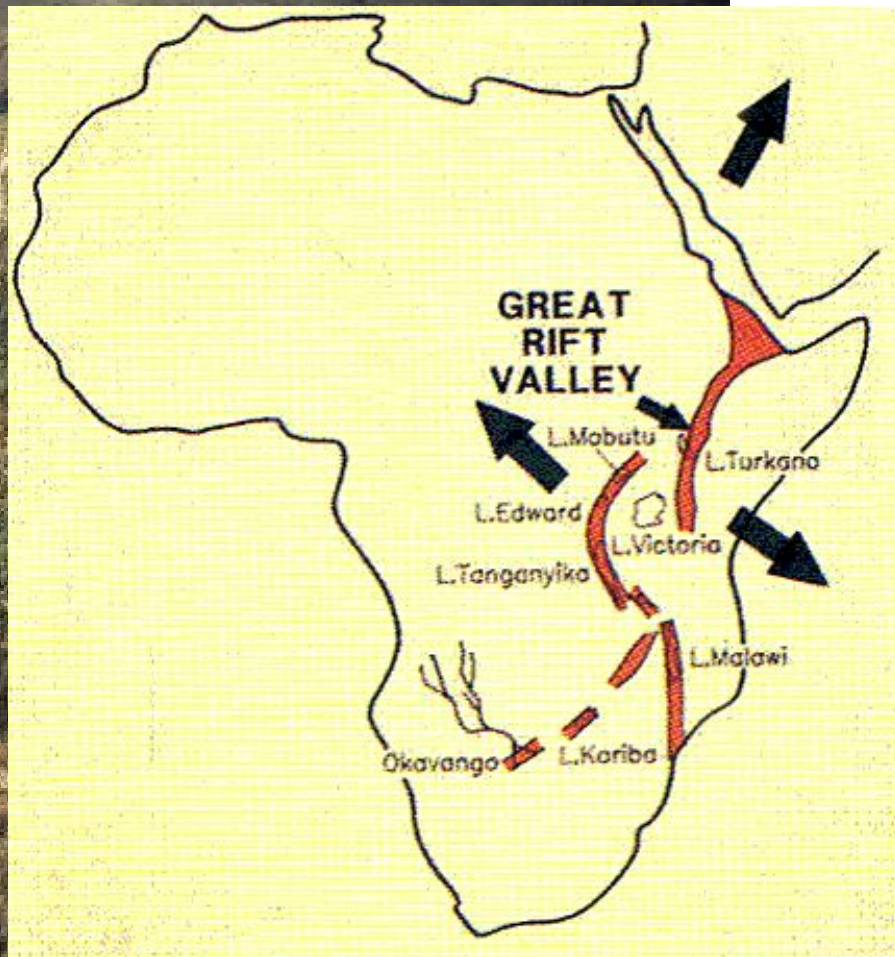 GREAT
RIFT
VALLEY
L.Mobutu
L.Turkana
L.Edward
L.Victoria
L.Tanganyika
L.Malawi
Okavango
L.Kariba